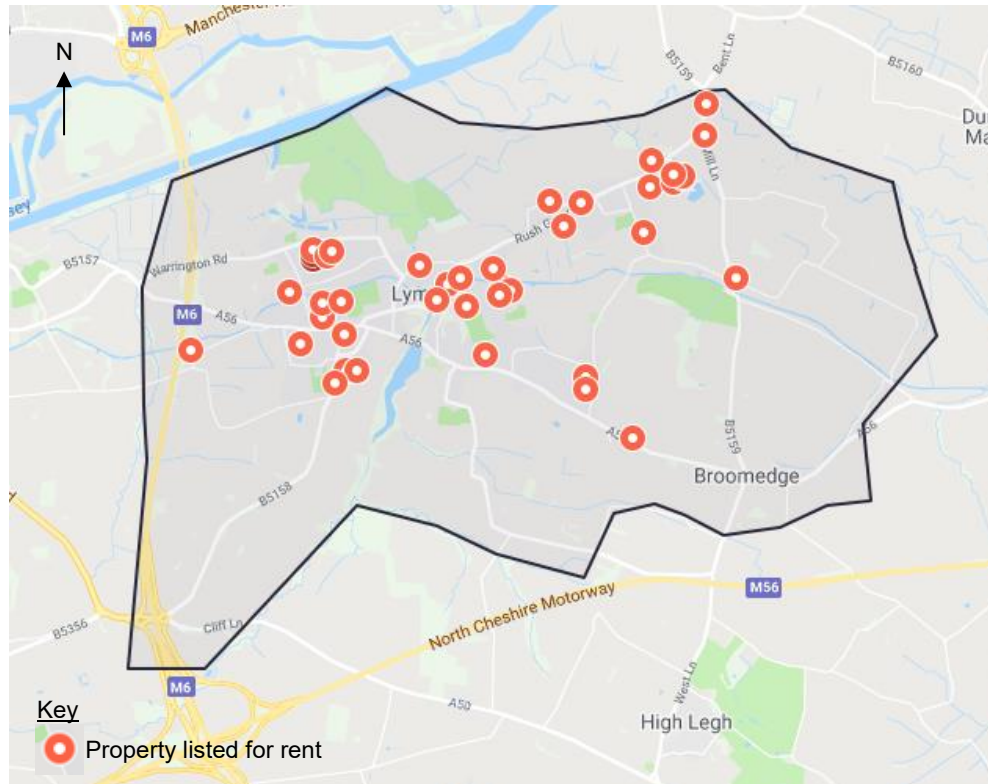 Manchester
M6
N
B5159
Bent Ln
B5160
Mill Ln
Rush
B5157
Warrington Rd
M6
A56
Lym
A56
B5159
A56
Broomedge
B5158
M56
North Cheshire Motorway
B5356
Cliff Ln
M6
A50
West Ln
High Legh
Key
Property listed for rent